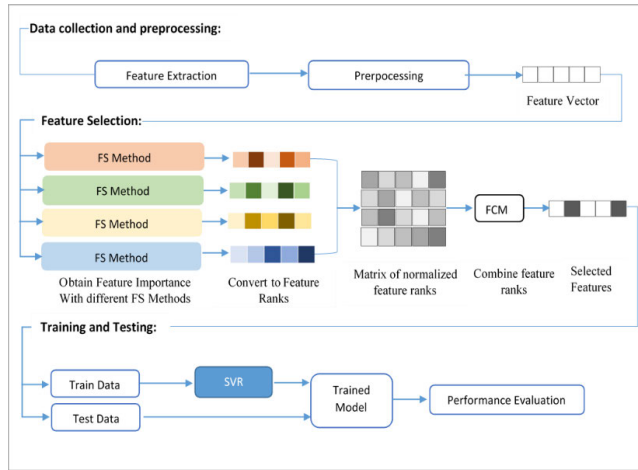 Data collection and preprocessing:
Feature Extraction
Prerpocessing
Feature Vector
Feature Selection:
FS Method
FS Method
FS Method
FS Method
FCM
Obtain Feature Importance
With different FS Methods
Convert to Feature
Ranks
Matrix of normalized
feature ranks
Combine feature
ranks
Selected
Features
Training and Testing:
Train Data
SVR
Trained
Model
Performance Evaluation
Test Data